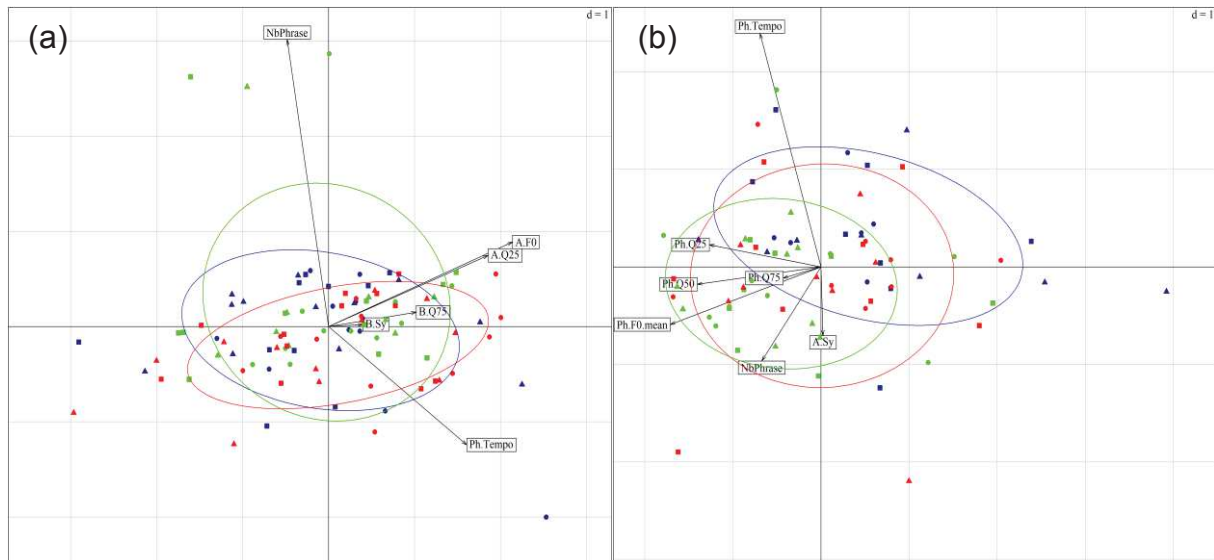 (a)
d = 1
NbPhrase
A.F0
A.Q25
B.Q75
B.Sy
Ph.Tempo
(b)
d = 1
Ph.Tempo
Ph.Q25
Ph.Q75
Ph.Q50
Ph.F0.mean
A.Sy
NbPhrase